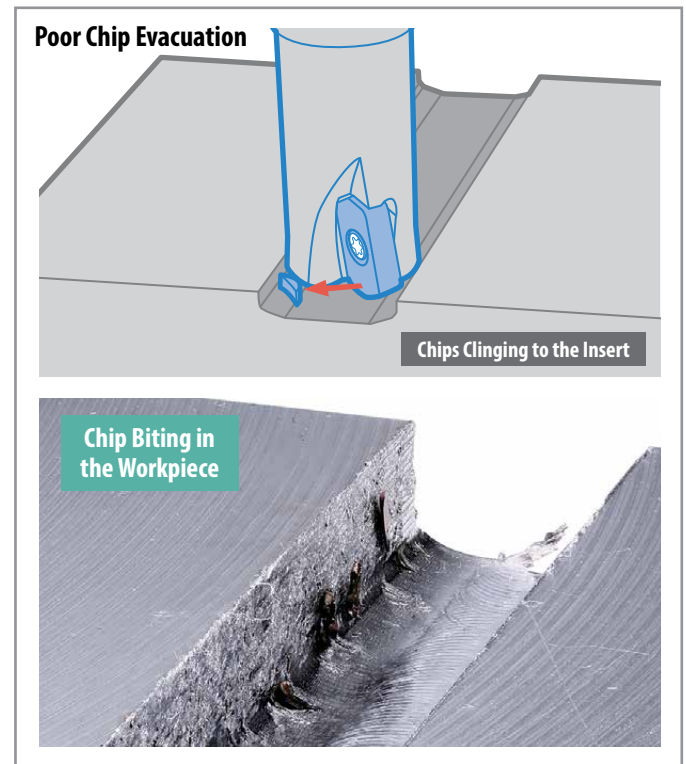 Poor Chip Evacuation
Chips Clinging to the Insert
Chip Biting in
the Workpiece